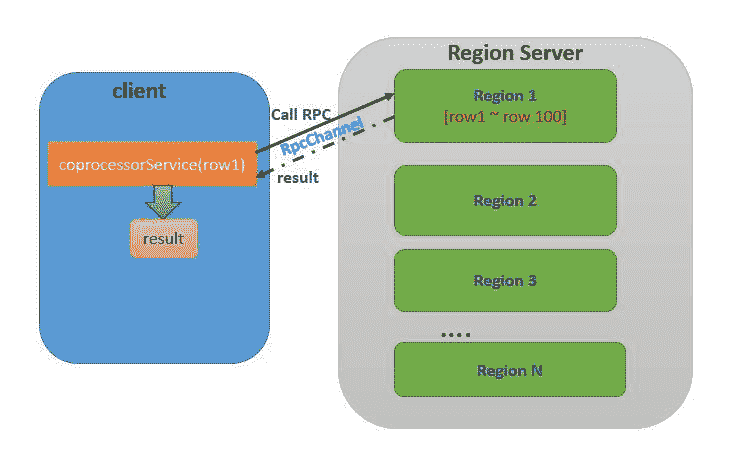 client
coprocessorService(row1)
result
Call RPC
RpcChannel
result
Region Server
Region 1
[row1 ~ row 100]
Region 2
Region 3
....
Region N